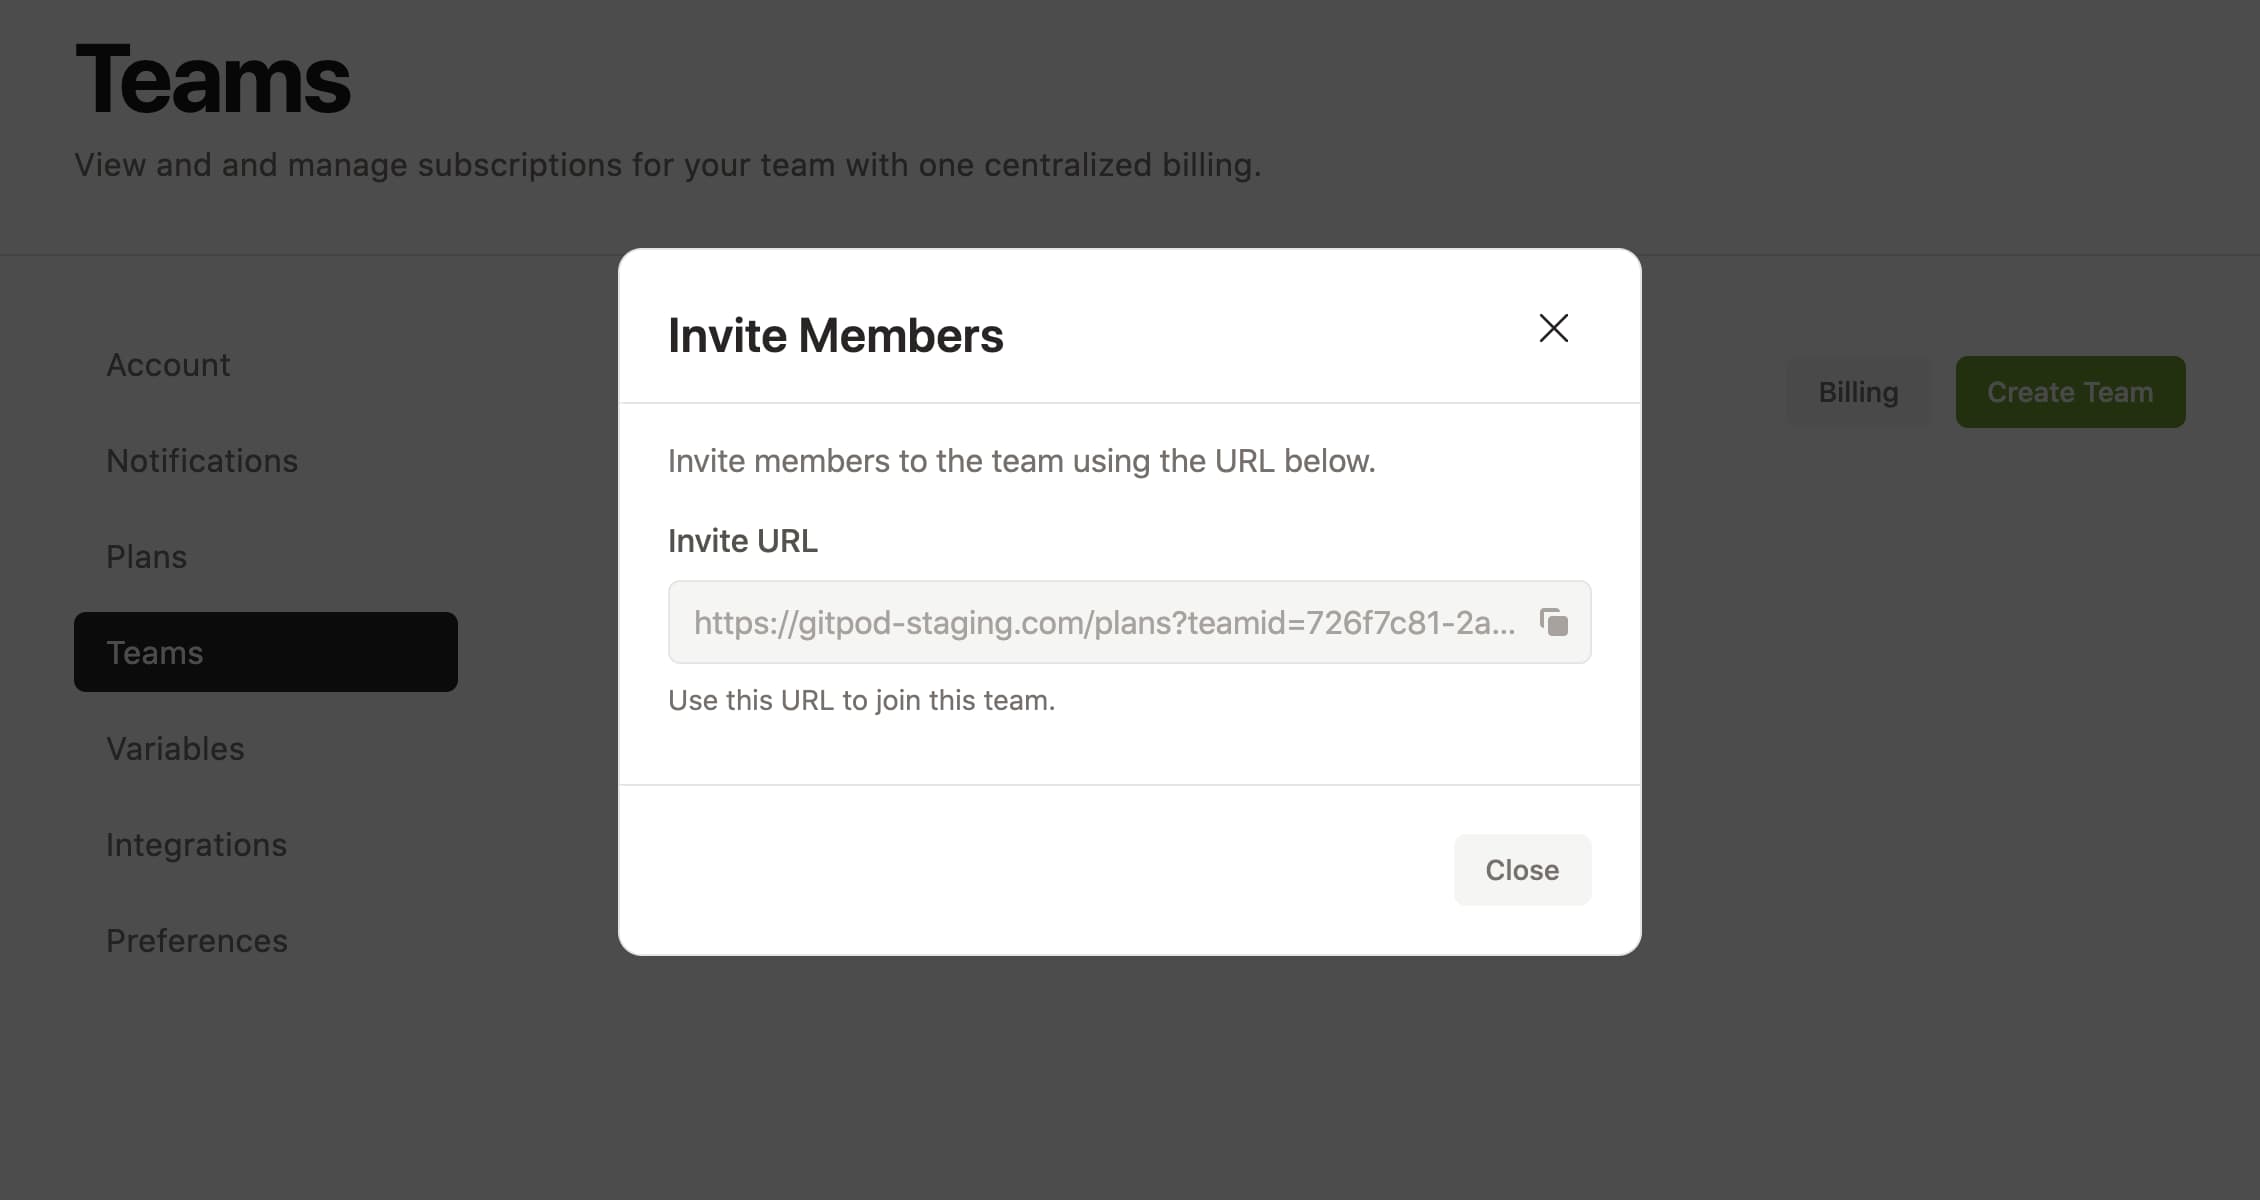 Teams
View and and manage subscriptions for your team with one centralized billing.
Account
Notifications
Plans
Teams
Variables
Integrations
Preferences
Billing
Create Team
Invite Members
Invite members to the team using the URL below.
Invite URL
https://gitpod-staging.com/plans?teamid=726f7c81-2a...
Use this URL to join this team.
Close